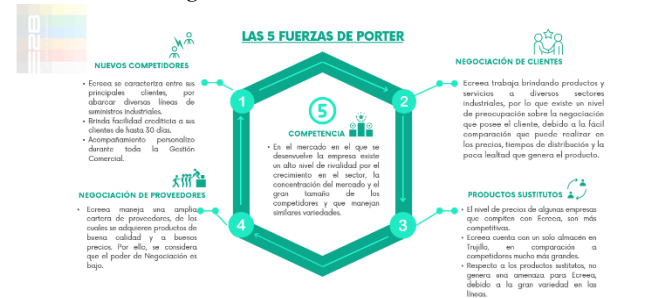 LAS 5 FUERZAS DE PORTER
NUEVOS COMPETIDORES
• Ecreea se caracteriza entre sus
principales clientes, por
abarcar diversas líneas de
suministros industriales.
• Brinda facilidad crediticia a sus
clientes de hasta 30 días.
• Acompañamiento personalizo
durante toda la Gestión
Comercial.
1
NEGOCIACIÓN DE CLIENTES
Ecreea trabaja brindando productos y
servicios a diversos sectores
industriales, por lo que existe un nivel
de preocupación sobre la negociación
que posee el cliente, debido a la fácil
comparación que puede realizar en
los precios, tiempos de distribución y la
poca lealtad que genera el producto.
2
5
COMPETENCIA
• En el mercado en el que se
desenvuelve la empresa existe
un alto nivel de rivalidad por el
crecimiento en el sector, la
concentración del mercado y el
gran tamaño de los
competidores y que manejan
similares variedades.
NEGOCIACIÓN DE PROVEEDORES
• Ecreea maneja una amplia
cartera de proveedores, de los
cuales se adquieren productos de
buena calidad y a buenos
precios. Por ello, se considera
que el poder de Negociación es
bajo.
4
PRODUCTOS SUSTITUTOS
• El nivel de precios de algunas empresas
que compiten con Ecreea, son más
competitivas.
• Ecreea cuenta con un solo almacén en
Trujillo, en comparación a
competidores mucho más grandes.
• Respecto a los productos sustitutos, no
genera una amenaza para Ecreea,
debido a la gran variedad en las
líneas.
3